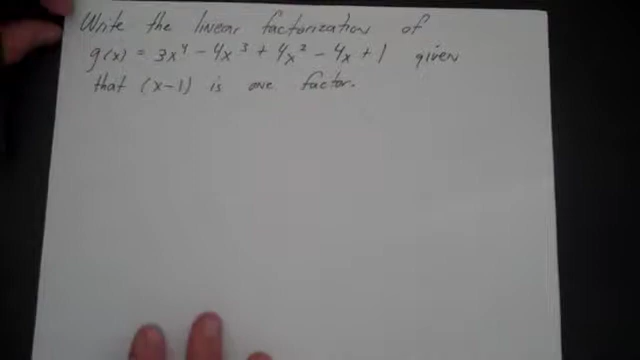 Write the linear factorization of
g(x) = 3x⁴ - 4x³ + 4x² - 4x + 1 given
that (x-1) is one factor.